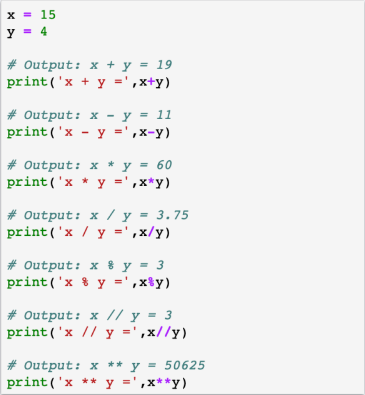 x = 15
y = 4
# Output: x + y = 19
print('x + y =',x+y)
# Output: x - y = 11
print('x - y =',x-y)
# Output: x * y = 60
print('x * y =',x*y)
# Output: x / y = 3.75
print('x / y =',x/y)
# Output: x % y = 3
print('x % y =',x%y)
# Output: x // y = 3
print('x // y =',x//y)
# Output: x ** y = 50625
print('x ** y =',x**y)